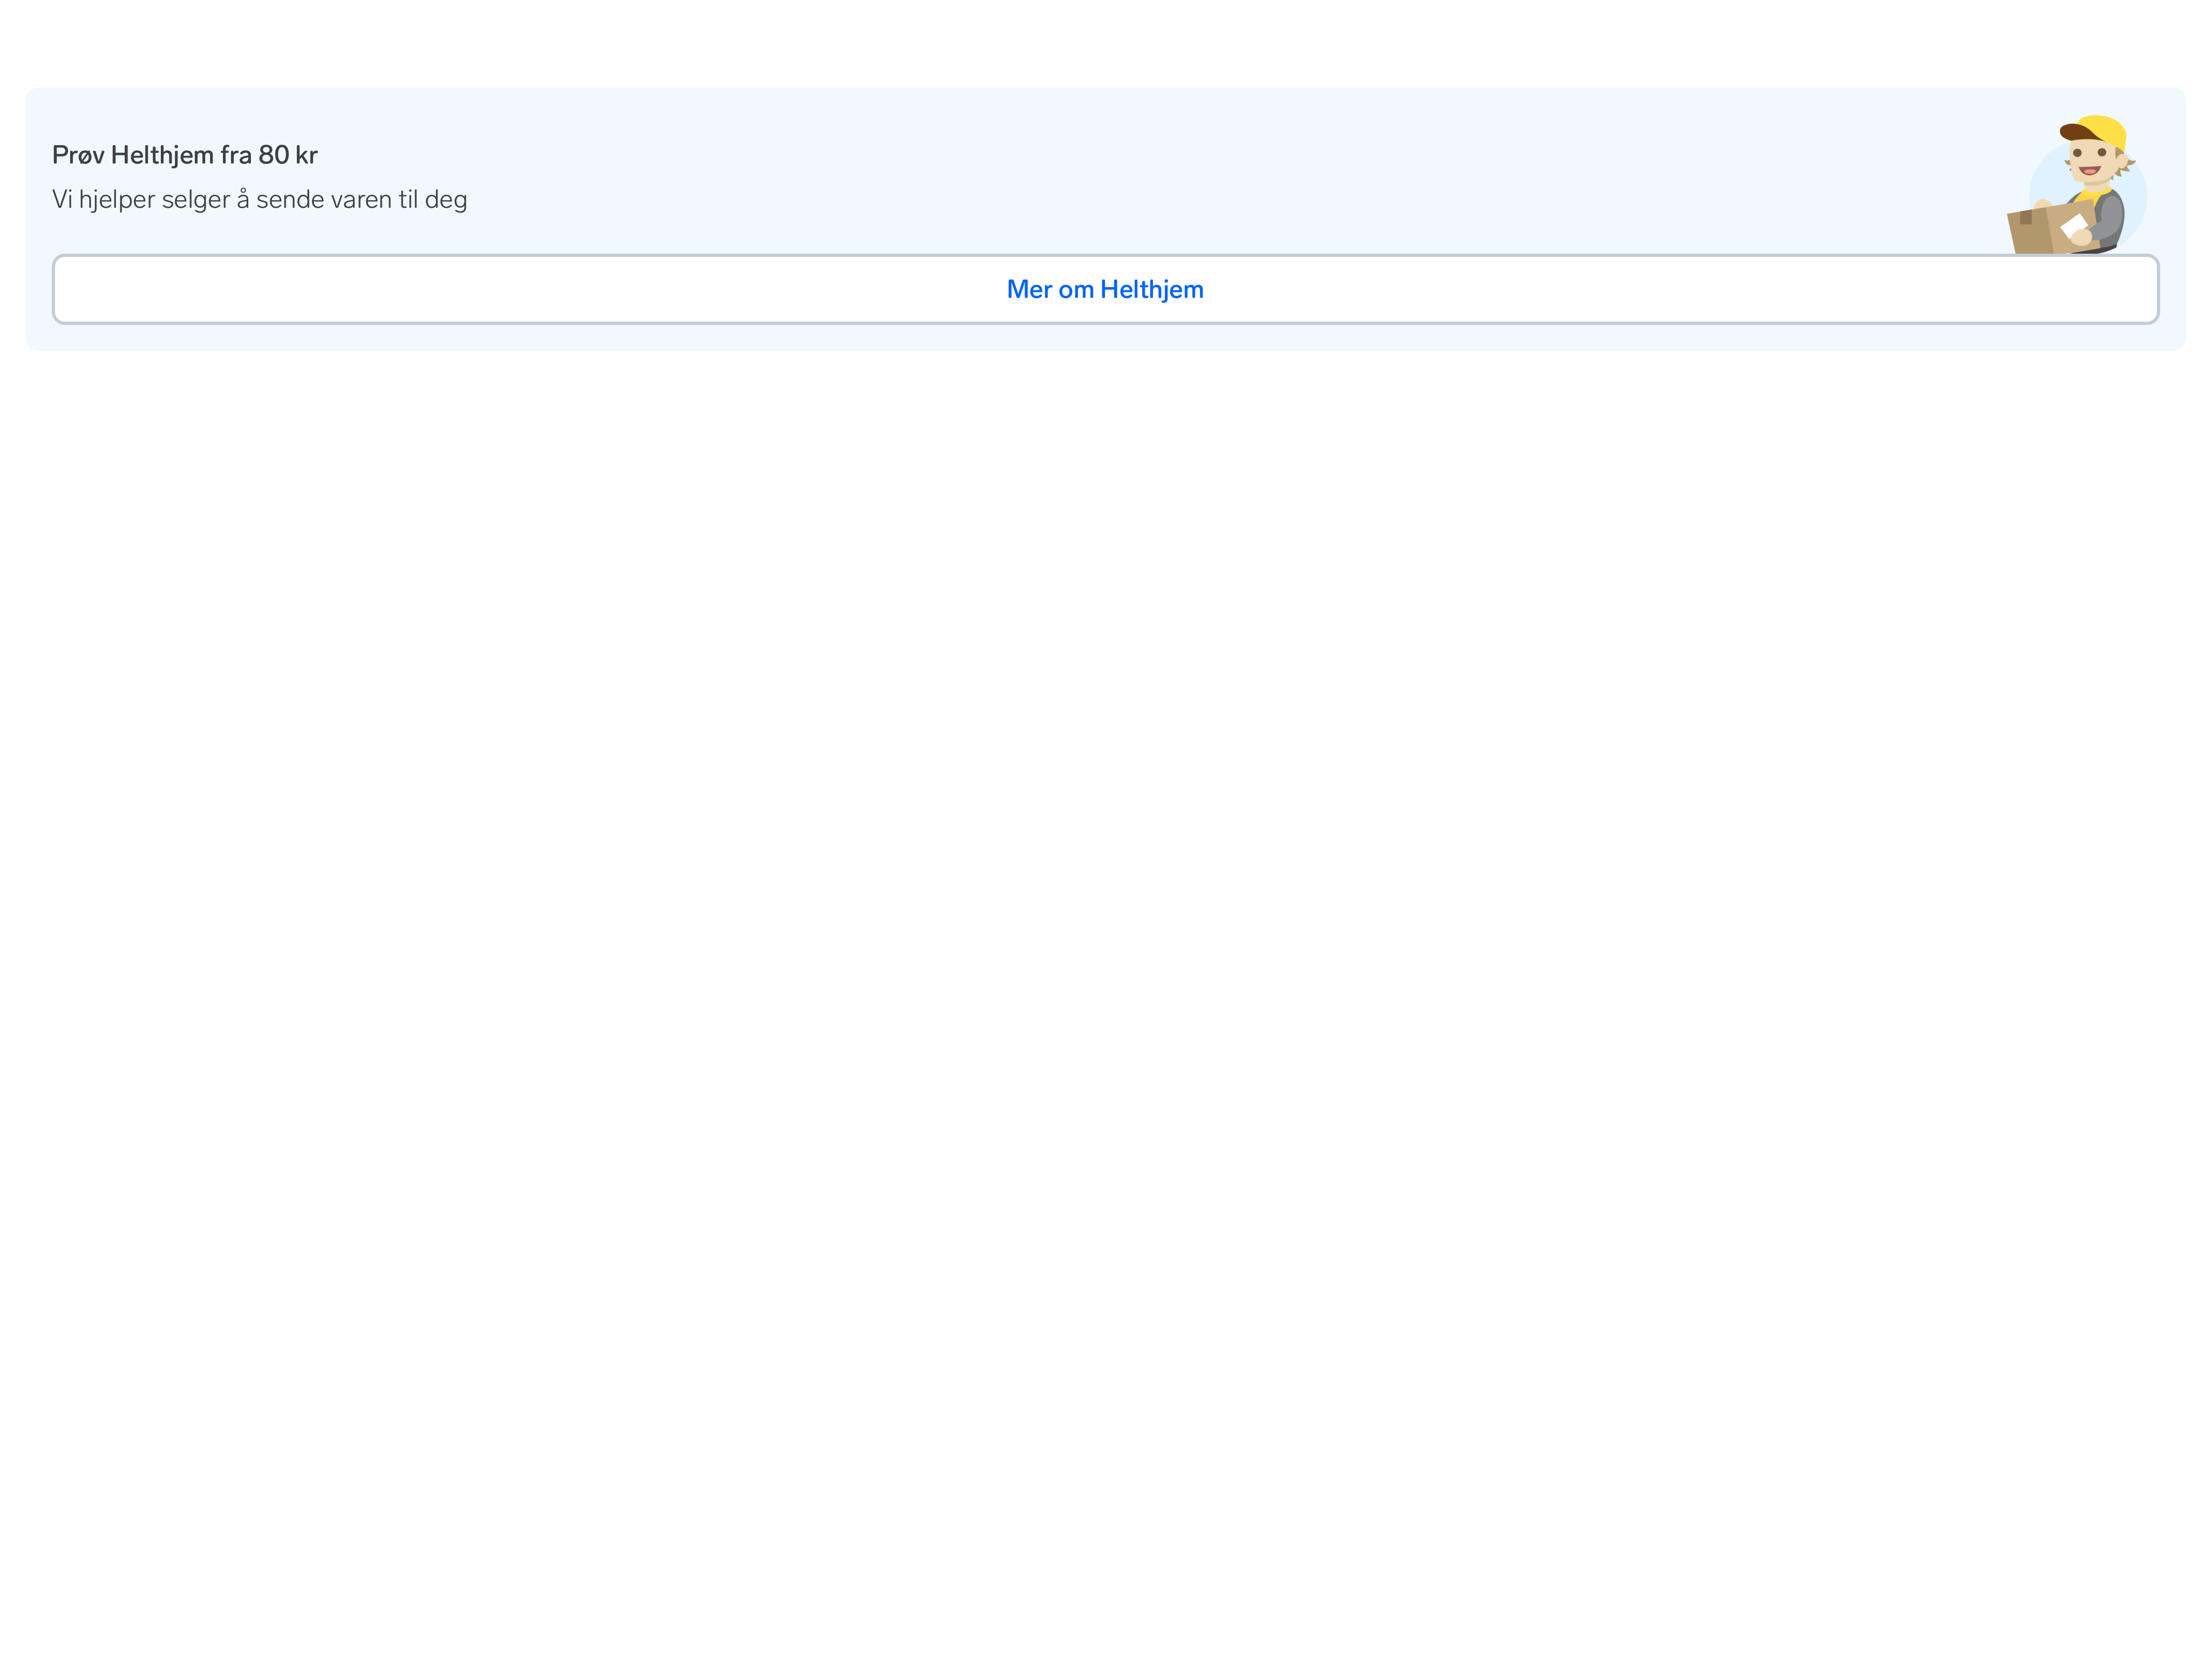 Prøv Helthjem fra 80 kr
Vi hjelper selger å sende varen til deg
Mer om Helthjem